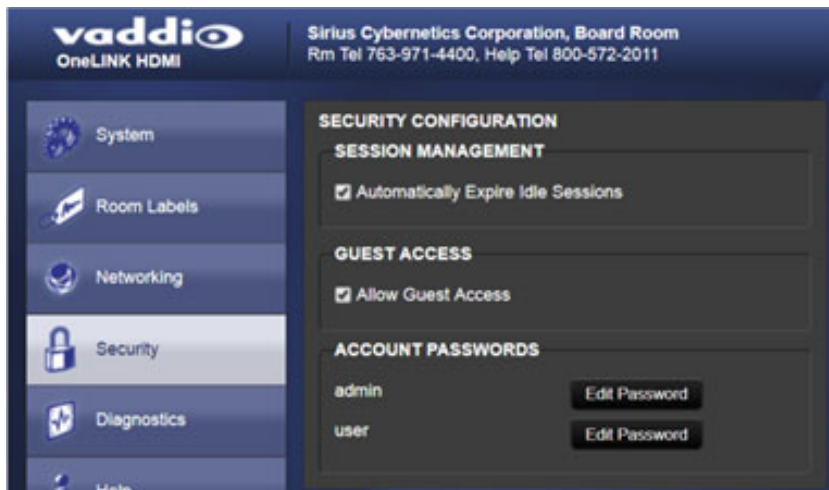 vaddio
OneLINK HDMI
Sirius Cybernetics Corporation, Board Room
Rm Tel 763-971-4400, Help Tel 800-572-2011
System
Room Labels
Networking
Security
Diagnostics
Help
SECURITY CONFIGURATION
SESSION MANAGEMENT
Automatically Expire Idle Sessions
GUEST ACCESS
Allow Guest Access
ACCOUNT PASSWORDS
admin Edit Password
user Edit Password